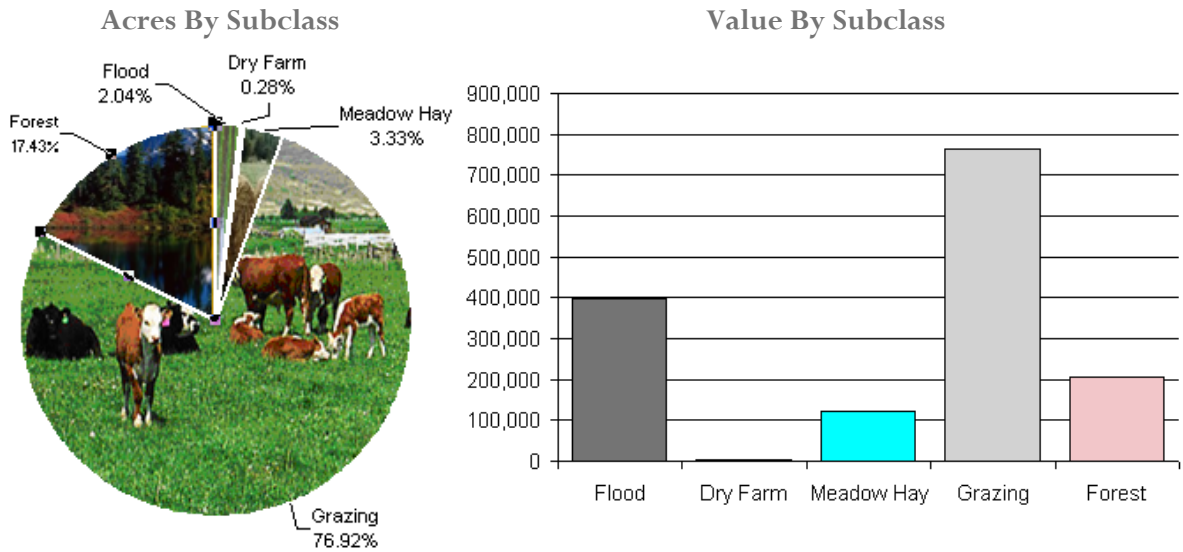 Acres By Subclass
Flood
2.04%
Dry Farm
0.28%
Meadow Hay
3.33%
Forest
17.43%
Grazing
76.92%
Value By Subclass
900,000
800,000
700,000
600,000
500,000
400,000
300,000
200,000
100,000
0
Flood
Dry Farm
Meadow Hay
Grazing
Forest